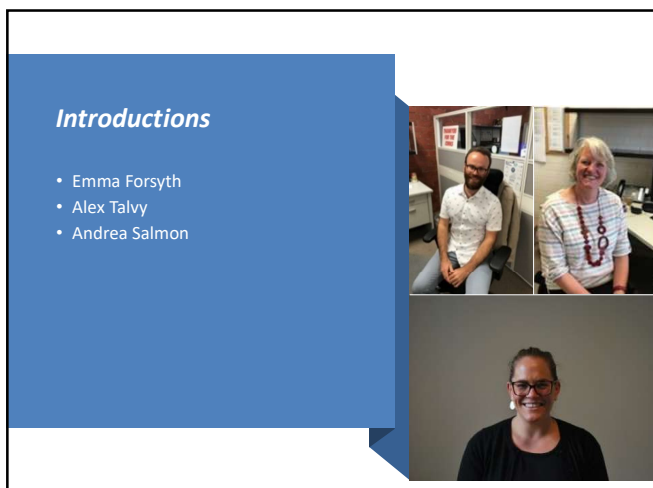 Introductions
• Emma Forsyth
• Alex Talvy
• Andrea Salmon